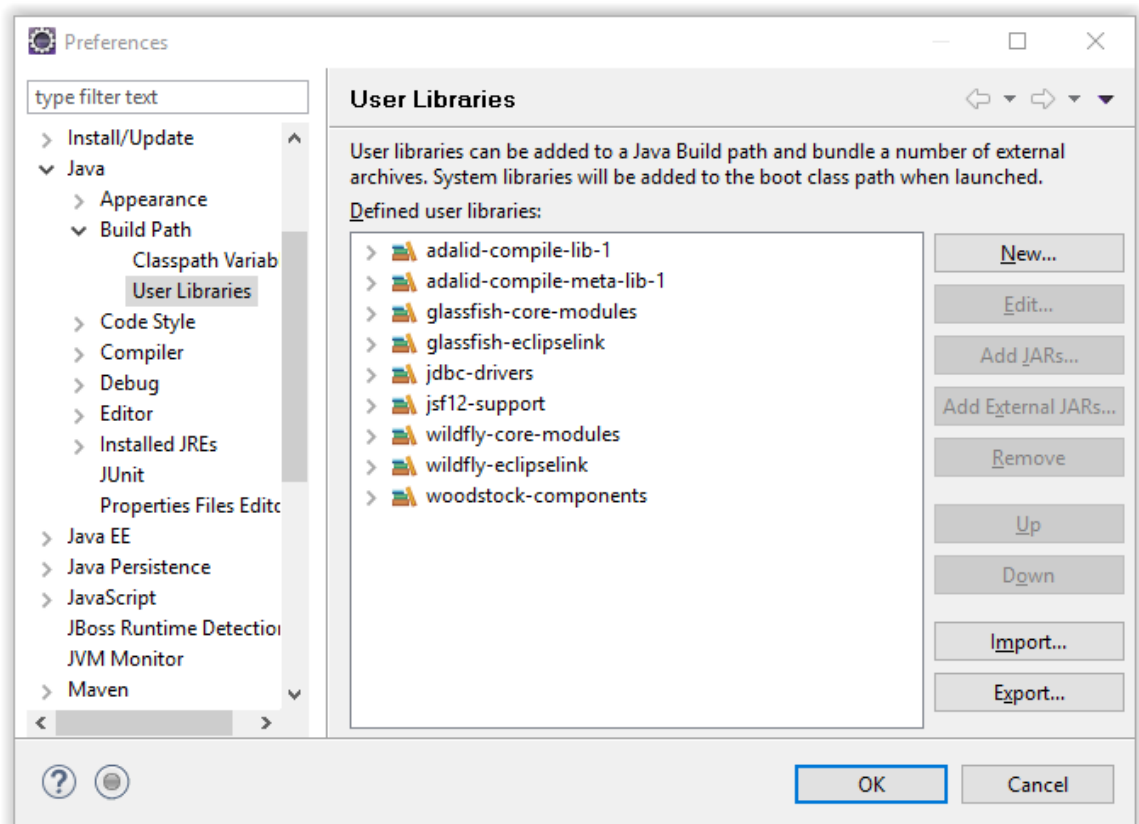 Preferences
type filter text
Install/Update
Java
Appearance
Build Path
Classpath Variab
User Libraries
Code Style
Compiler
Debug
Editor
Installed JREs
JUnit
Properties Files Editc
Java EE
Java Persistence
JavaScript
JBoss Runtime Detection
JVM Monitor
Maven
User Libraries
User libraries can be added to a Java Build path and bundle a number of external
archives. System libraries will be added to the boot class path when launched.
Defined user libraries:
adalid-compile-lib-1
adalid-compile-meta-lib-1
glassfish-core-modules
glassfish-eclipselink
jdbc-drivers
jsf12-support
wildfly-core-modules
wildfly-eclipselink
woodstock-components
New...
Edit...
Add JARs...
Add External JARs...
Remove
Up
Down
Import...
Export...
OK
Cancel